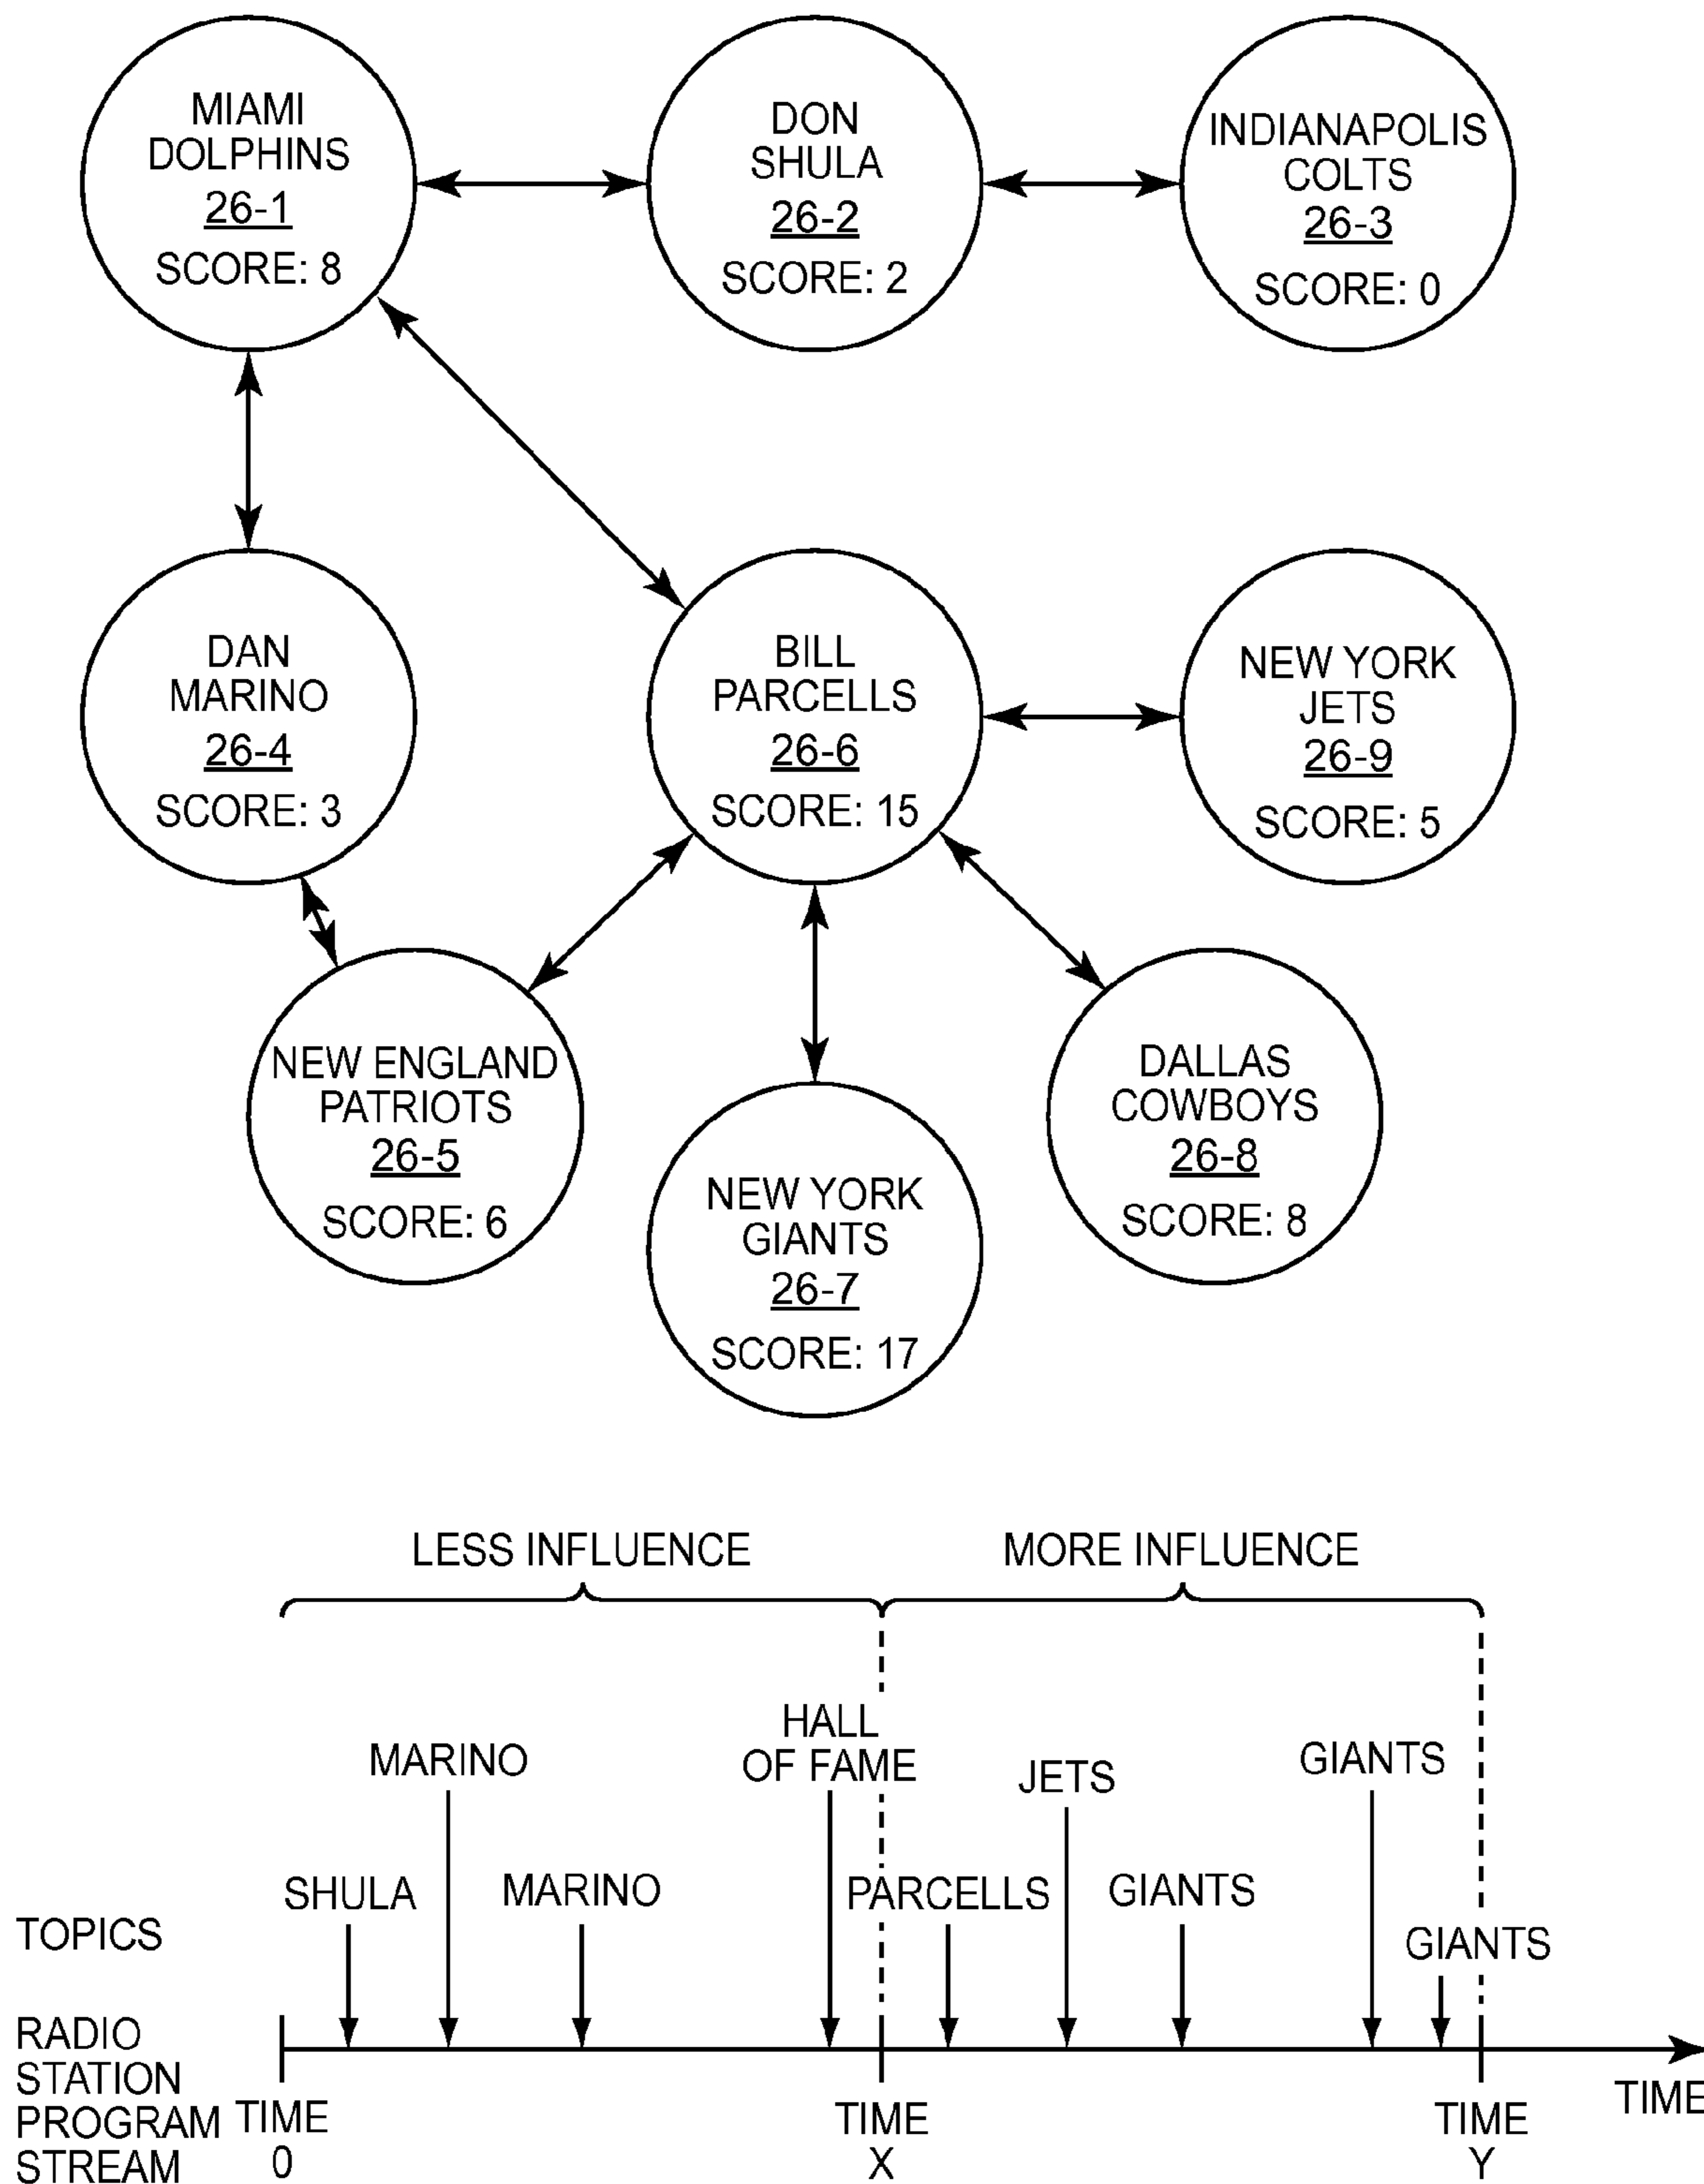 MIAMI
DOLPHINS
26-1
SCORE: 8
DON
SHULA
26-2
SCORE: 2
INDIANAPOLIS
COLTS
26-3
SCORE: 0
DAN
MARINO
26-4
SCORE: 3
BILL
PARCELLS
26-6
SCORE: 15
NEW YORK
JETS
26-9
SCORE: 5
NEW ENGLAND
PATRIOTS
26-5
SCORE: 6
NEW YORK
GIANTS
26-7
SCORE: 17
DALLAS
COWBOYS
26-8
SCORE: 8
LESS INFLUENCE
MORE INFLUENCE
MARINO
HALL
OF FAME
JETS
GIANTS
SHULA
MARINO
PARCELLS
GIANTS
GIANTS
TOPICS
RADIO
STATION
PROGRAM
STREAM
TIME
0
TIME
X
TIME
Y
TIME